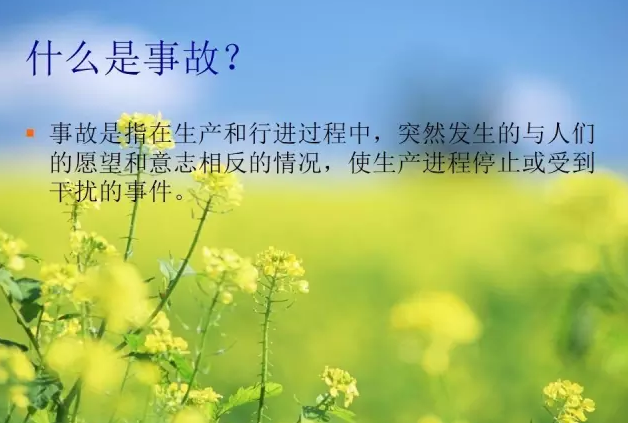 什么是事故？
事故是指在生产和行进过程中，突然发生的与人们
的愿望和意志相反的情况，使生产进程停止或受到
干扰的事件。